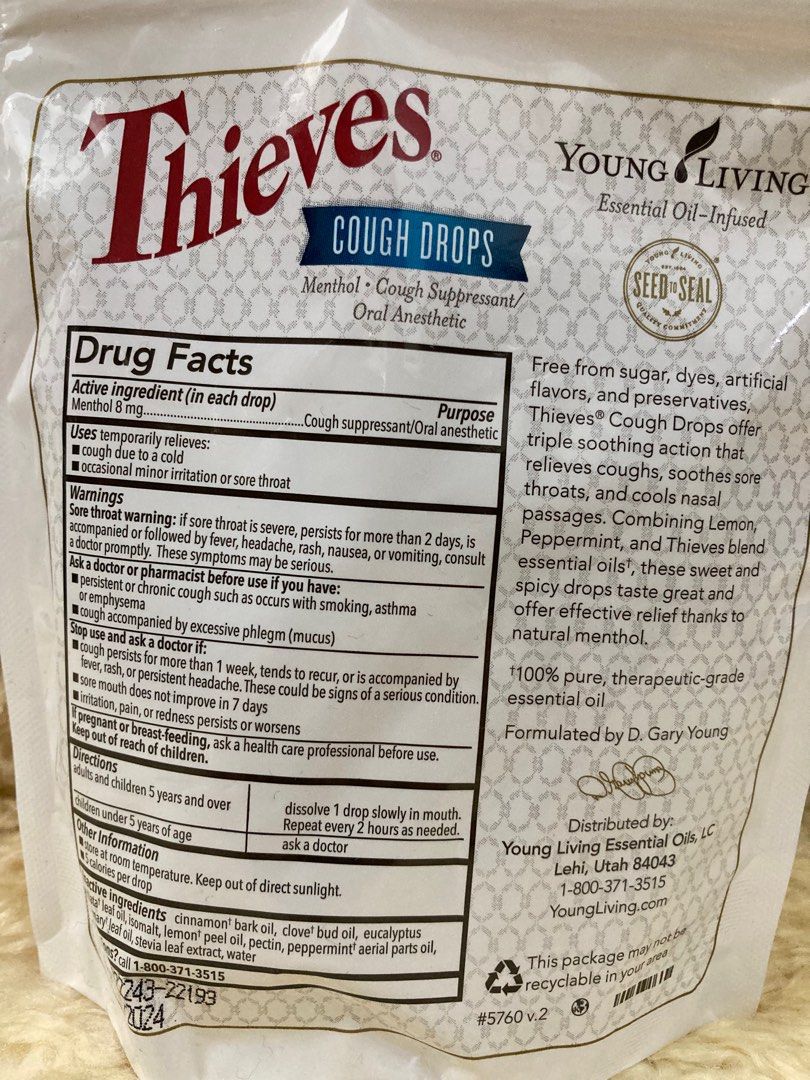 Thieves®
COUGH DROPS
Menthol • Cough Suppressant/
Oral Anesthetic
YOUNG LIVING
Essential Oil-Infused
YOUNG LIVING
EST. 1994
SEED TO SEAL®
QUALITY COMMITMENT
Drug Facts
Active ingredient (in each drop) Purpose
Menthol 8 mg..............................Cough suppressant/Oral anesthetic
Uses temporarily relieves:
■ cough due to a cold
■ occasional minor irritation or sore throat
Warnings
Sore throat warning: if sore throat is severe, persists for more than 2 days, is
accompanied or followed by fever, headache, rash, nausea, or vomiting, consult
a doctor promptly. These symptoms may be serious.
Ask a doctor or pharmacist before use if you have:
■ persistent or chronic cough such as occurs with smoking, asthma
or emphysema
■ cough accompanied by excessive phlegm (mucus)
Stop use and ask a doctor if:
■ cough persists for more than 1 week, tends to recur, or is accompanied by
fever, rash, or persistent headache. These could be signs of a serious condition.
■ sore mouth does not improve in 7 days
■ irritation, pain, or redness persists or worsens
If pregnant or breast-feeding, ask a health care professional before use.
Keep out of reach of children.
Directions
adults and children 5 years and over dissolve 1 drop slowly in mouth.
Repeat every 2 hours as needed.
children under 5 years of age ask a doctor
Other Information
■ store at room temperature. Keep out of direct sunlight.
■ 5 calories per drop
active ingredients cinnamon† bark oil, clove† bud oil, eucalyptus
leaf oil, isomalt, lemon† peel oil, pectin, peppermint† aerial parts oil,
leaf oil, stevia leaf extract, water
call 1-800-371-3515
243-22193
2024
Free from sugar, dyes, artificial
flavors, and preservatives,
Thieves® Cough Drops offer
triple soothing action that
relieves coughs, soothes sore
throats, and cools nasal
passages. Combining Lemon,
Peppermint, and Thieves blend
essential oils†, these sweet and
spicy drops taste great and
offer effective relief thanks to
natural menthol.
†100% pure, therapeutic-grade
essential oil
Formulated by D. Gary Young
Distributed by:
Young Living Essential Oils, LC
Lehi, Utah 84043
1-800-371-3515
YoungLiving.com
This package may not be
recyclable in your area
#5760 v.2